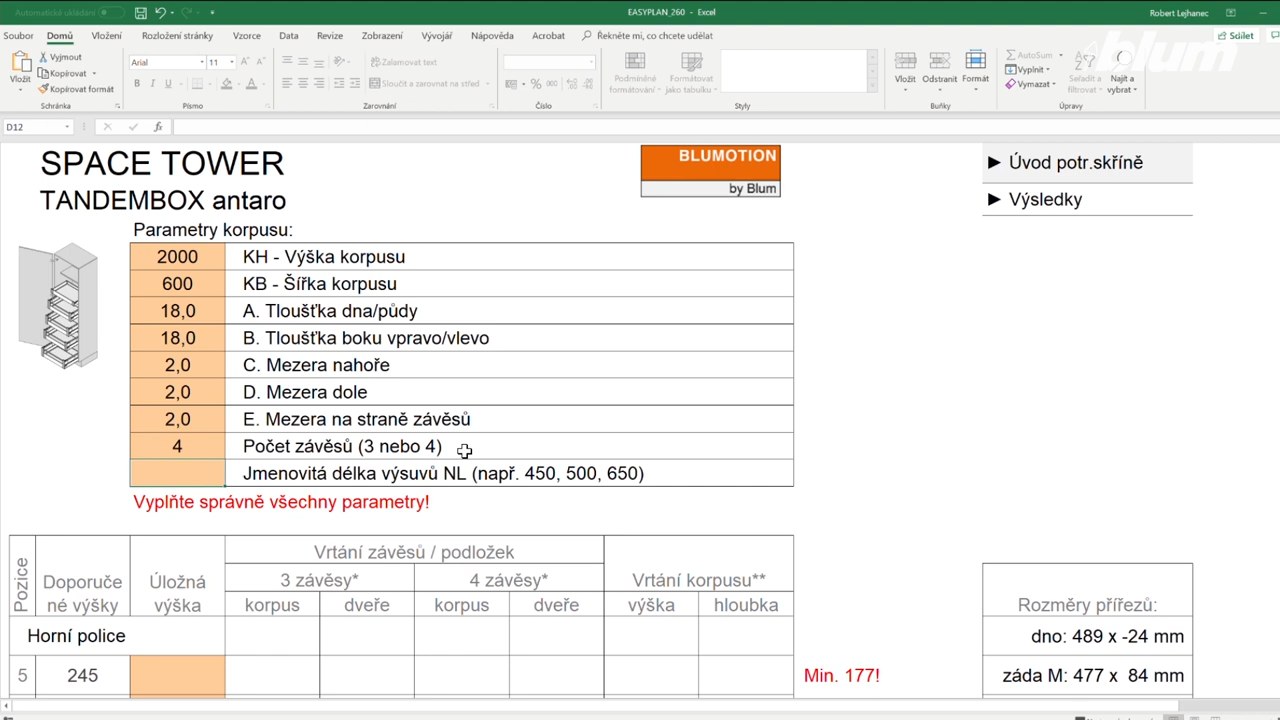 Automatické ukládání
EASYPLAN_260 - Excel
Robert Lejhanec
Soubor Domů Vložení Rozložení stránky Vzorce Data Revize Zobrazení Vývojář Nápověda Acrobat Řekněte mi, co chcete udělat Sdílet
blum
Vložit
Vyjmout
Kopírovat
Kopírovat formát
Schránka
Arial 11
B I U
Písmo
Zalamovat text
Sloučit a zarovnat na střed
Zarovnání
% 000
Číslo
Podmíněné formátování
Formátovat jako tabulku
Styly
Vložit Odstranit Formát
Buňky
AutoSum
Vyplnit
Vymazat
Seřadit a filtrovat
Najít a vybrat
Úpravy
D12 fx
SPACE TOWER
TANDEMBOX antaro
BLUMOTION
by Blum
► Úvod potr.skříně
► Výsledky
Parametry korpusu:
2000 KH - Výška korpusu
600 KB - Šířka korpusu
18,0 A. Tloušťka dna/půdy
18,0 B. Tloušťka boku vpravo/vlevo
2,0 C. Mezera nahoře
2,0 D. Mezera dole
2,0 E. Mezera na straně závěsů
4 Počet závěsů (3 nebo 4)
Jmenovitá délka výsuvů NL (např. 450, 500, 650)
Vyplňte správně všechny parametry!
Pozice
Doporuče
né výšky
Úložná
výška
Vrtání závěsů / podložek
3 závěsy* 4 závěsy*
korpus dveře korpus dveře
Vrtání korpusu**
výška hloubka
Rozměry přířezů:
Horní police
dno: 489 x -24 mm
5 245 Min. 177! záda M: 477 x 84 mm